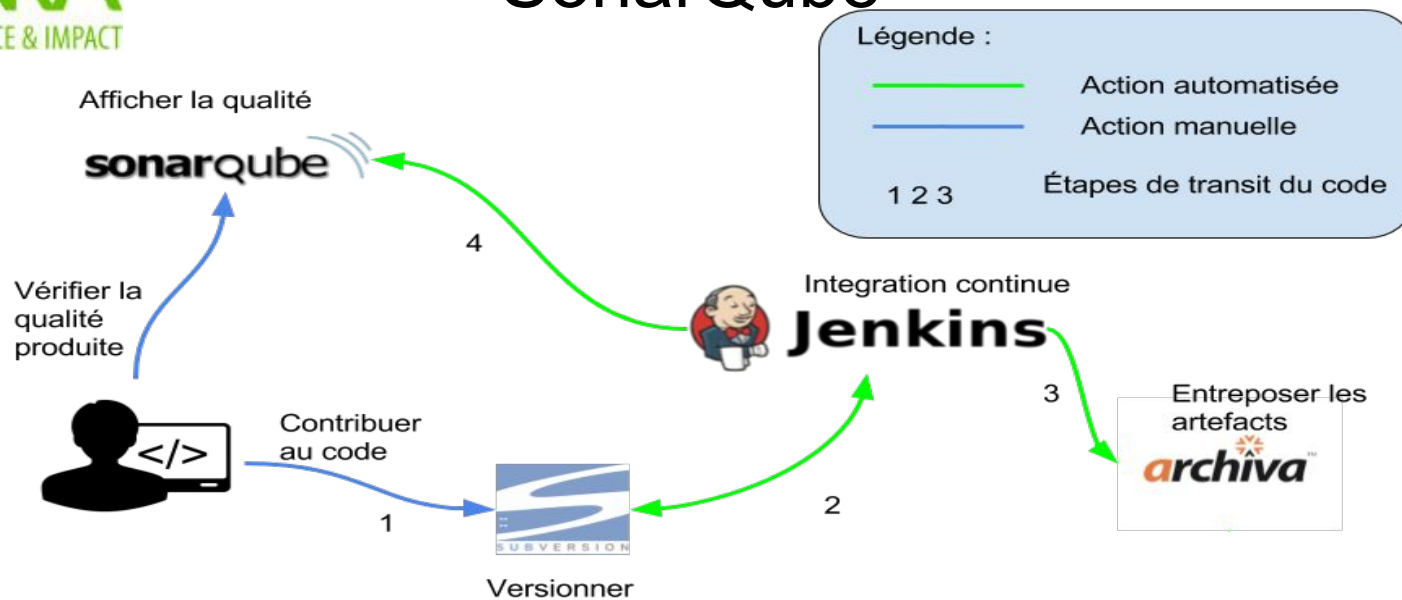 SonarQube
CE & IMPACT
Légende :
Action automatisée
Action manuelle
1 2 3
Étapes de transit du code
Afficher la qualité
sonarqube
4
Vérifier la
qualité
produite
Integration continue
Jenkins
3
Entreposer les
artefacts
archiva™
Contribuer
au code
</>
1
2
SUBVERSION
Versionner